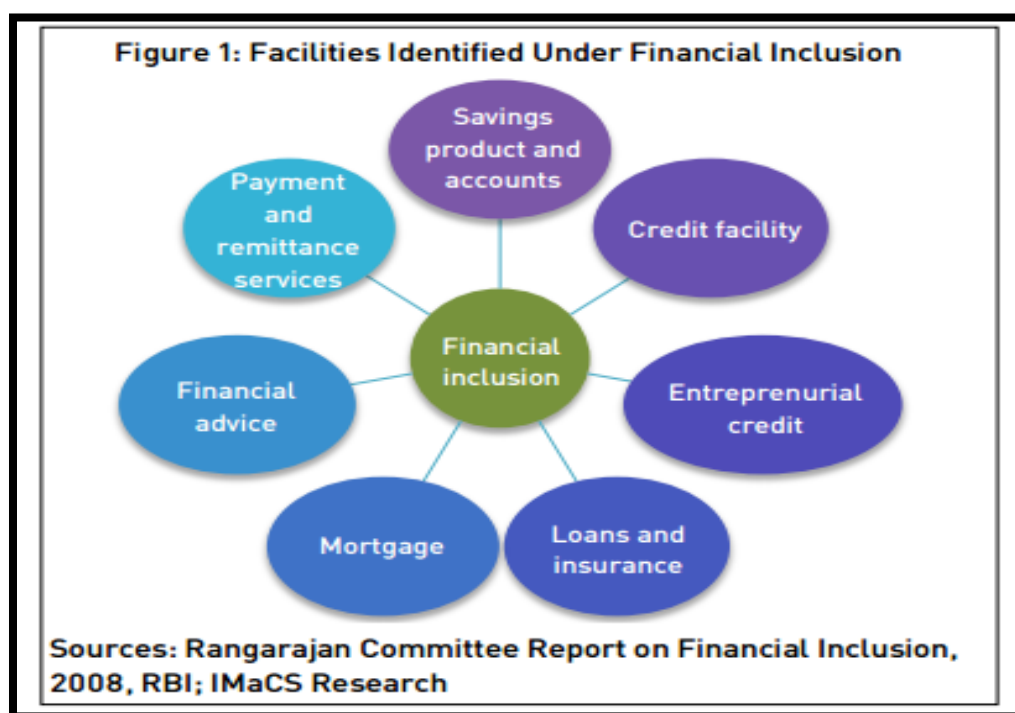 Figure 1: Facilities Identified Under Financial Inclusion
Savings
product and
accounts
Payment
and
remittance
services
Credit facility
Financial
inclusion
Financial
advice
Entreprenurial
credit
Mortgage
Loans and
insurance
Sources: Rangarajan Committee Report on Financial Inclusion,
2008, RBI; IMaCS Research